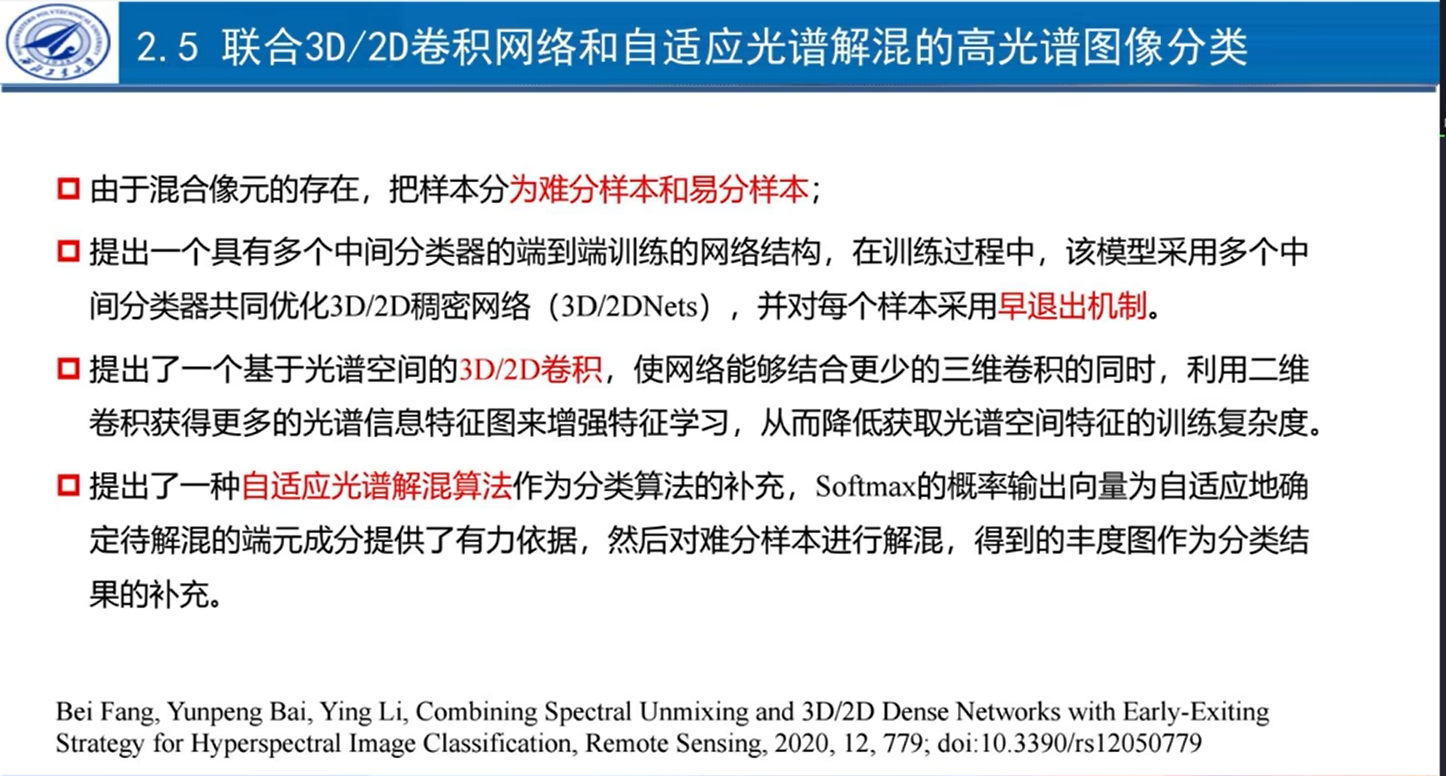 2.5 联合3D/2D卷积网络和自适应光谱解混的高光谱图像分类
由于混合像元的存在，把样本分为难分样本和易分样本；
提出一个具有多个中间分类器的端到端训练的网络结构，在训练过程中，该模型采用多个中
间分类器共同优化3D/2D稠密网络（3D/2DNets），并对每个样本采用早退出机制。
提出了一个基于光谱空间的3D/2D卷积，使网络能够结合更少的三维卷积的同时，利用二维
卷积获得更多的光谱信息特征图来增强特征学习，从而降低获取光谱空间特征的训练复杂度。
提出了一种自适应光谱解混算法作为分类算法的补充，Softmax的概率输出向量为自适应地确
定待解混的端元成分提供了有力依据，然后对难分样本进行解混，得到的丰度图作为分类结
果的补充。
Bei Fang, Yunpeng Bai, Ying Li, Combining Spectral Unmixing and 3D/2D Dense Networks with Early-Exiting
Strategy for Hyperspectral Image Classification, Remote Sensing, 2020, 12, 779; doi:10.3390/rs12050779